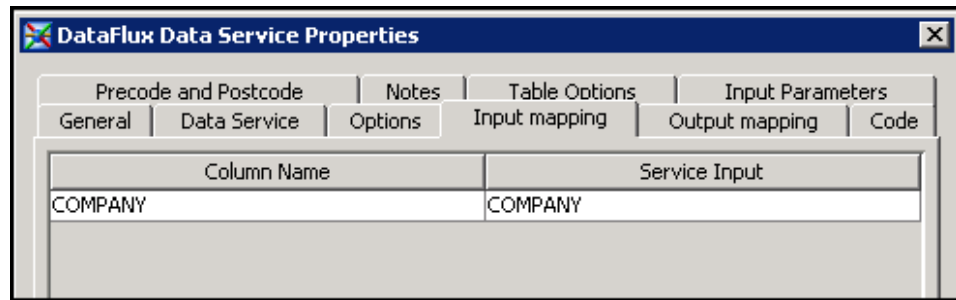 DataFlux Data Service Properties
Precode and Postcode Notes Table Options Input Parameters
General Data Service Options Input mapping Output mapping Code
Column Name Service Input
COMPANY COMPANY